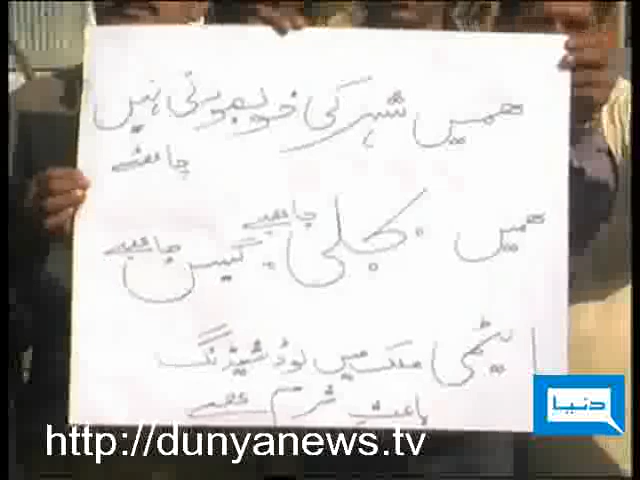 ہمیں شہر کی خوبصورتی نہیں
چاہئے
ہمیں بجلی چاہیے، گیس چاہیے
ایٹمی ملک میں لوڈشیڈنگ
باعث شرم ہے
دنیا
http://dunyanews.tv